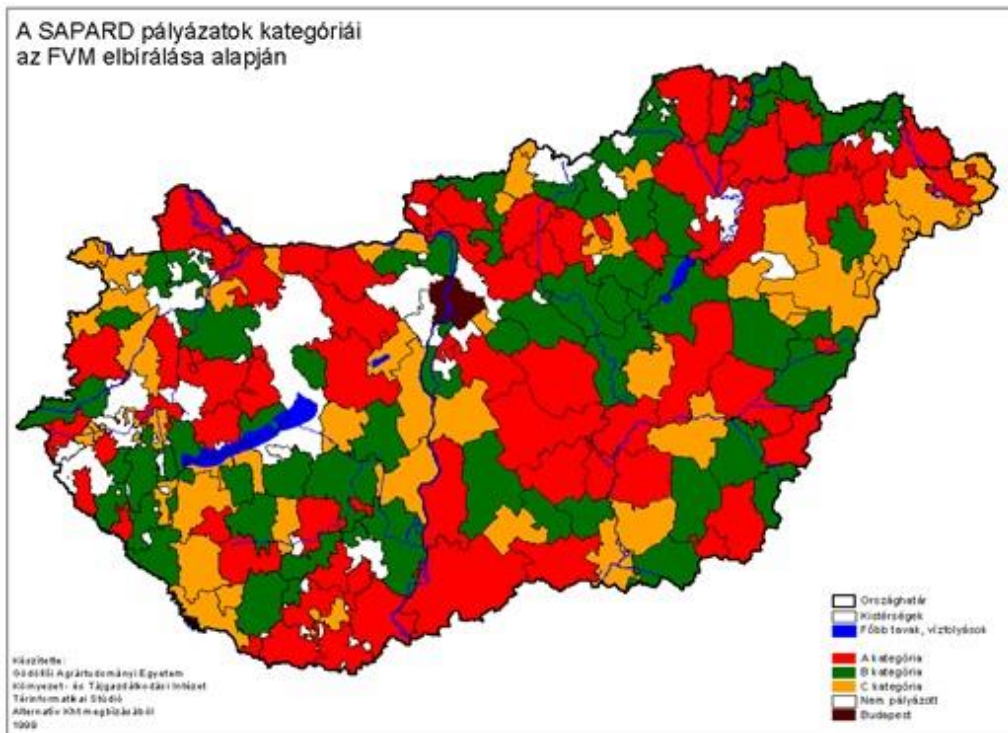 A SAPARD pályázatok kategóriái
az FVM elbírálása alapján
Országhatár
Kistérségek
Főbb tavak, vízfolyások
A kategória
B kategória
C kategória
Nem pályázott
Budapest
Készítette:
Gödöllői Agrártudományi Egyetem
Környezet- és Tájgazdálkodási Intézet
Térinformatikai Stúdió
Alternatív Kht megbízásából
1999